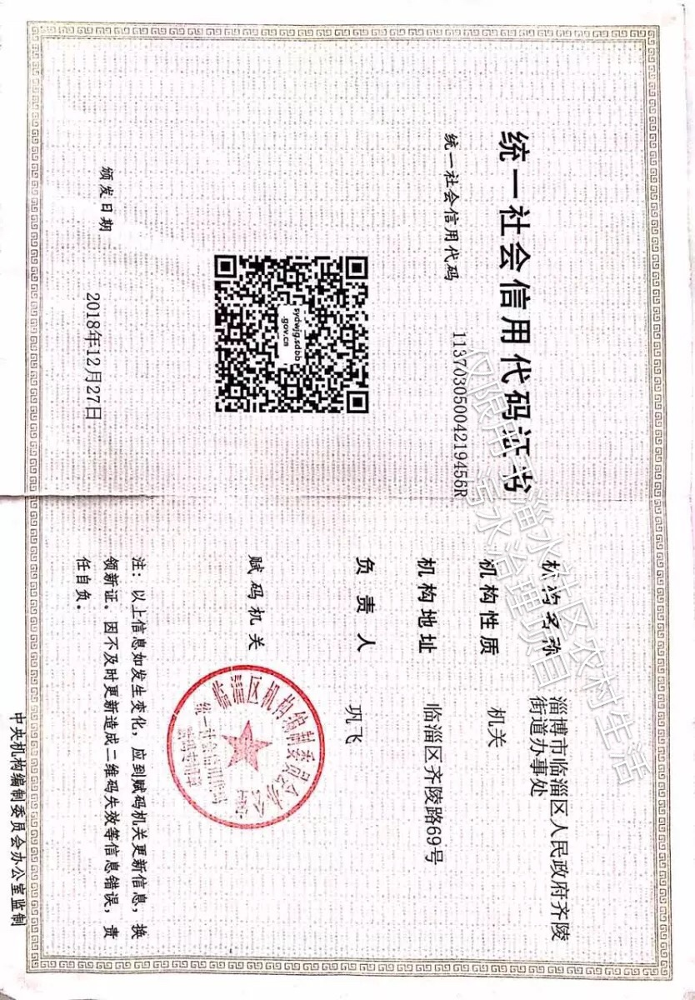 统一社会信用代码证书
统一社会信用代码 11370305004219456R
sydwjg.sdbb
.gov.cn
颁发日期 2018年12月27日
机构名称 淄博市临淄区人民政府齐陵
街道办事处
机构性质 机关
机构地址 临淄区齐陵路69号
负责人 巩飞
赋码机关
临淄区机构编制委员会办公室
统一社会信用代码
赋码专用章
注：以上信息如发生变化，应到赋码机关更新信息，换
领新证。因不及时更新造成二维码失效等信息错误，责
任自负。
中央机构编制委员会办公室监制
仅限用于淄水社区农村生活
污水治理项目